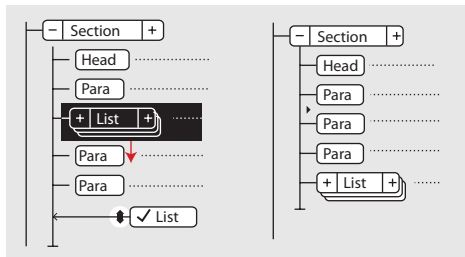 − Section +
Head
Para
+ List +
Para
Para
✓ List
− Section +
Head
Para
Para
Para
+ List +